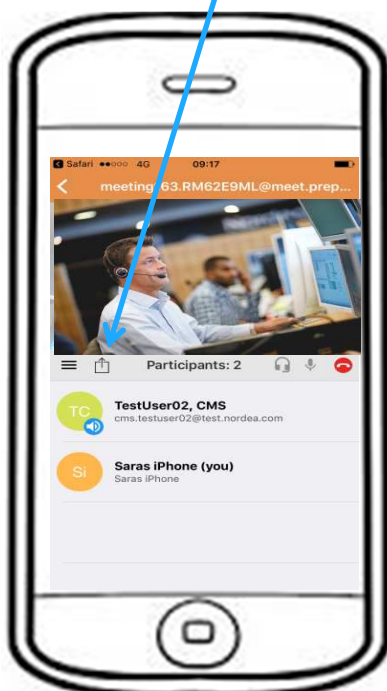 Safari 4G 09:17
meeting.63.RM62E9ML@meet.prep...
Participants: 2
TC TestUser02, CMS
cms.testuser02@test.nordea.com
Si Saras iPhone (you)
Saras iPhone